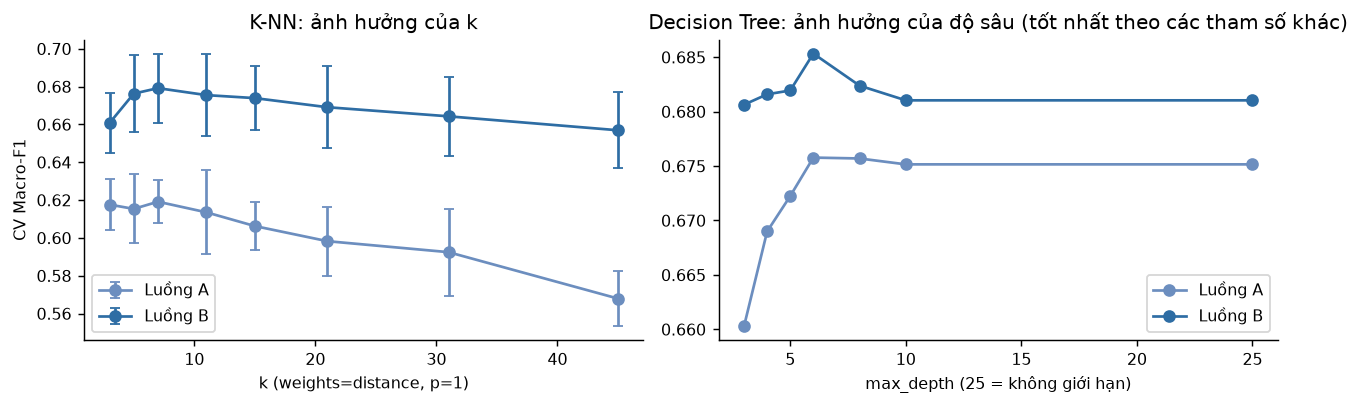 K-NN: ảnh hưởng của k
CV Macro-F1
0.70
0.68
0.66
0.64
0.62
0.60
0.58
0.56
Luồng A
Luồng B
10
20
30
40
k (weights=distance, p=1)
Decision Tree: ảnh hưởng của độ sâu (tốt nhất theo các tham số khác)
0.685
0.680
0.675
0.670
0.665
0.660
Luồng A
Luồng B
5
10
15
20
25
max_depth (25 = không giới hạn)